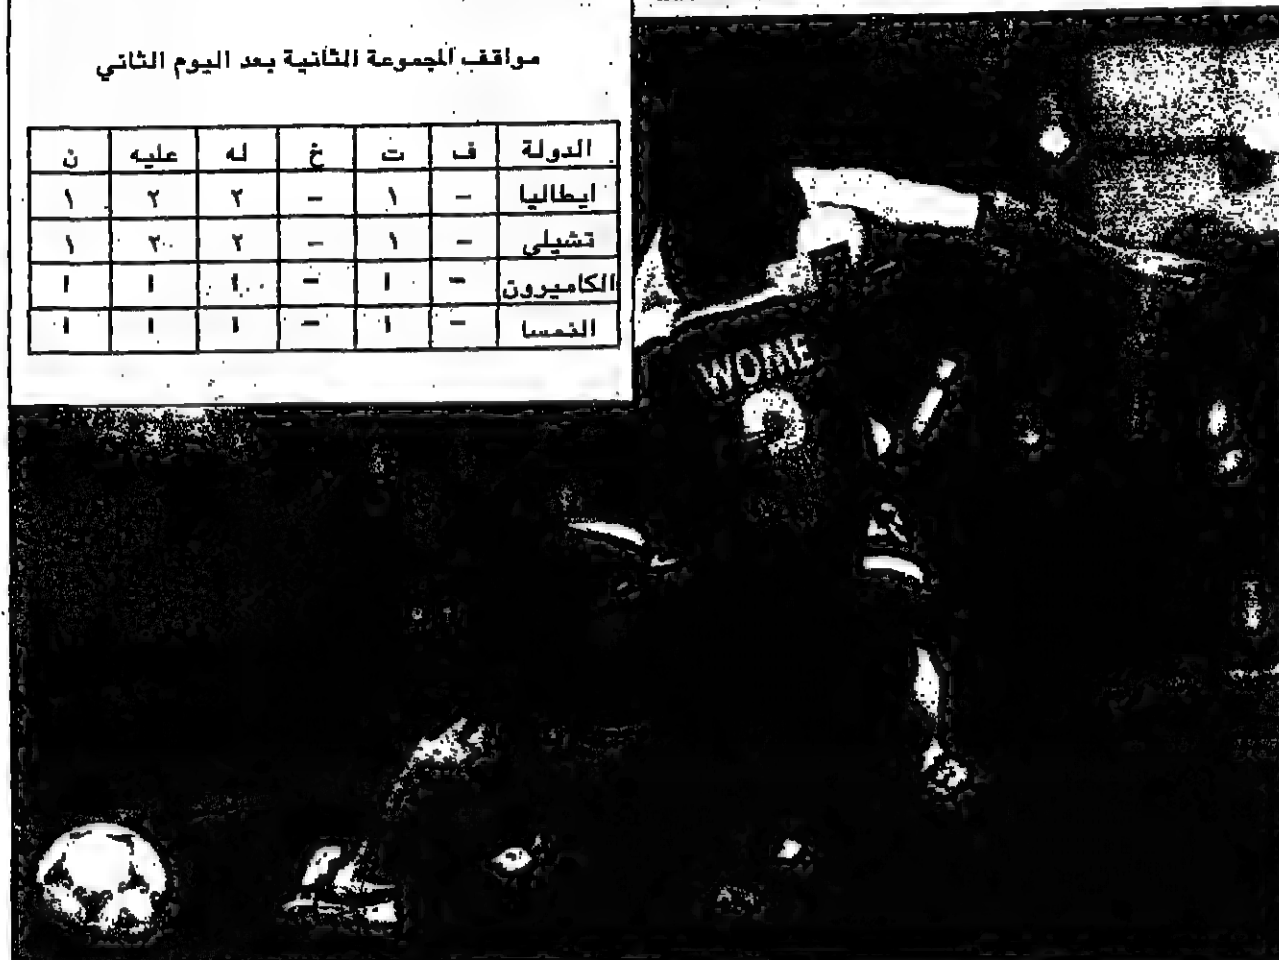 مواقف المجموعة الثانية بعد اليوم الثاني
الدولة ف ت خ له عليه ن
ايطاليا – ١ – ٢ ٢ ١
تشيلي – ١ – ٢ ٢ ١
الكاميرون – ١ – ١ ١ ١
النمسا – ١ – ١ ١ ١
WOME